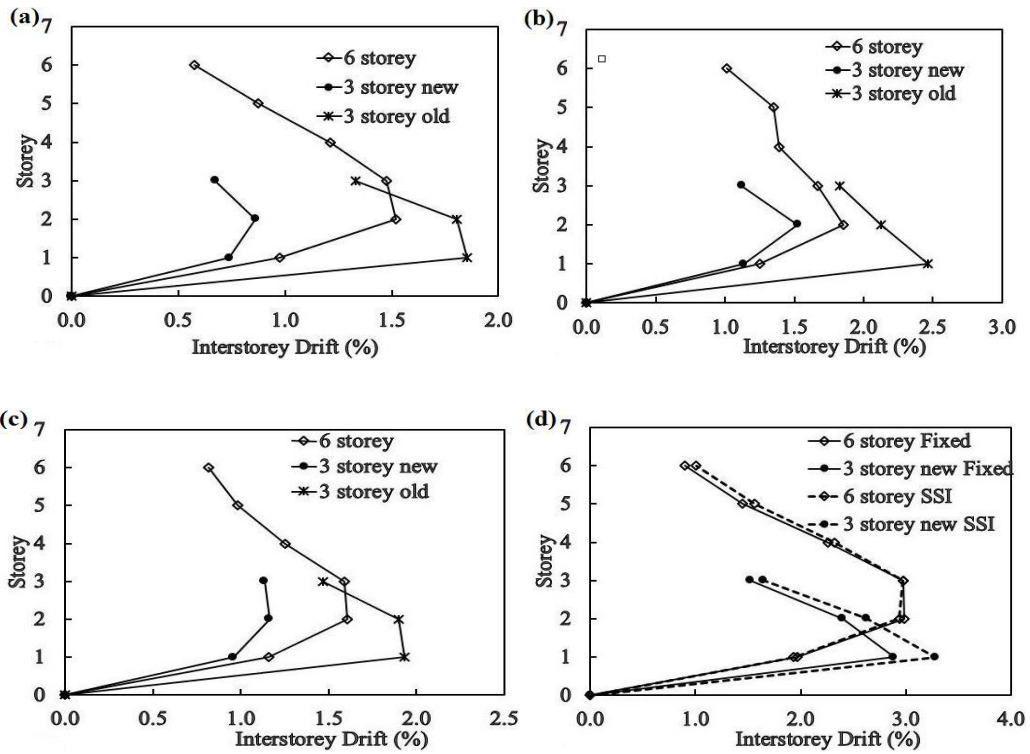 (a)
7
6
5
4
3
2
1
0
Storey
6 storey
3 storey new
3 storey old
0.0 0.5 1.0 1.5 2.0
Interstorey Drift (%)
(b)
7
6
5
4
3
2
1
0
Storey
6 storey
3 storey new
3 storey old
0.0 0.5 1.0 1.5 2.0 2.5 3.0
Interstorey Drift (%)
(c)
7
6
5
4
3
2
1
0
Storey
6 storey
3 storey new
3 storey old
0.0 0.5 1.0 1.5 2.0 2.5
Interstorey Drift (%)
(d)
7
6
5
4
3
2
1
0
Storey
6 storey Fixed
3 storey new Fixed
6 storey SSI
3 storey new SSI
0.0 1.0 2.0 3.0 4.0
Interstorey Drift (%)